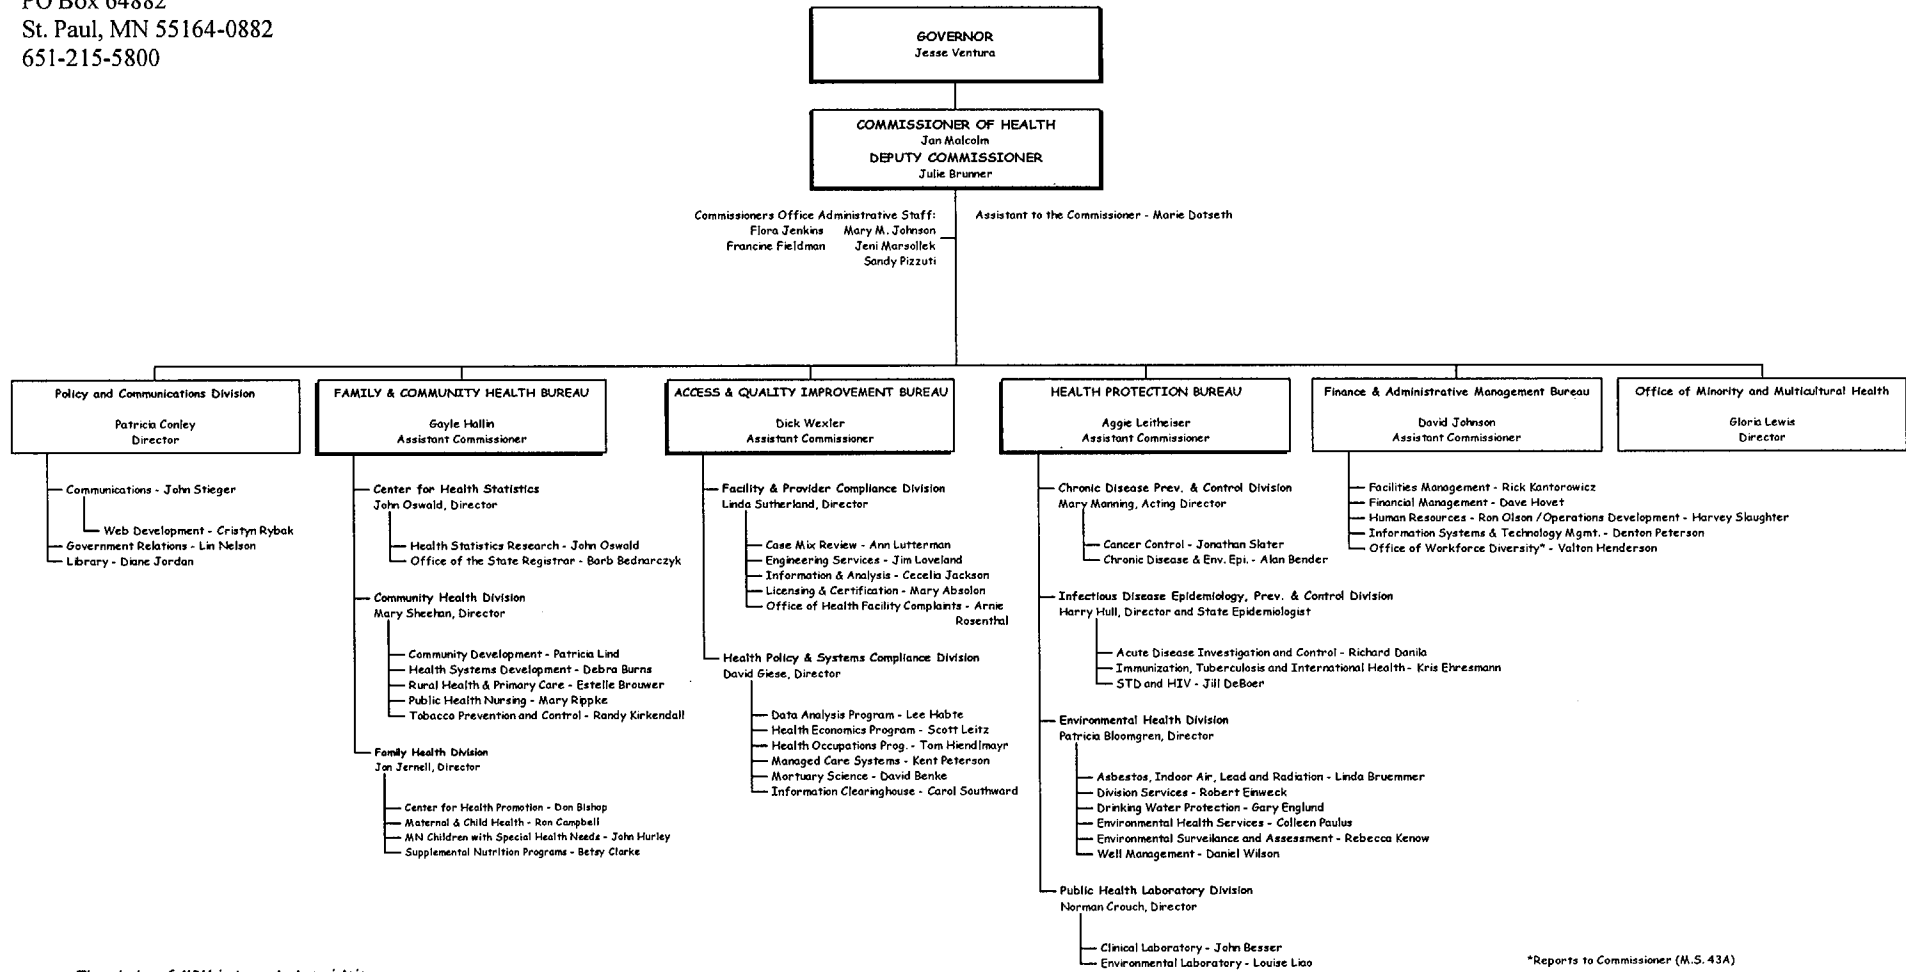 PO Box 64882
St. Paul, MN 55164-0882
651-215-5800
GOVERNOR
Jesse Ventura
COMMISSIONER OF HEALTH
Jan Malcolm
DEPUTY COMMISSIONER
Julie Brunner
Commissioners Office Administrative Staff:
Flora Jenkins Mary M. Johnson
Francine Fieldman Jeni Marsollek
Sandy Pizzuti
Assistant to the Commissioner - Marie Dotseth
Policy and Communications Division
Patricia Conley
Director
Communications - John Stieger
Web Development - Cristyn Rybak
Government Relations - Lin Nelson
Library - Diane Jordan
FAMILY & COMMUNITY HEALTH BUREAU
Gayle Hallin
Assistant Commissioner
Center for Health Statistics
John Oswald, Director
Health Statistics Research - John Oswald
Office of the State Registrar - Barb Bednarczyk
Community Health Division
Mary Sheehan, Director
Community Development - Patricia Lind
Health Systems Development - Debra Burns
Rural Health & Primary Care - Estelle Brouwer
Public Health Nursing - Mary Rippke
Tobacco Prevention and Control - Randy Kirkendall
Family Health Division
Jan Jernell, Director
Center for Health Promotion - Don Bishop
Maternal & Child Health - Ron Campbell
MN Children with Special Health Needs - John Hurley
Supplemental Nutrition Programs - Betsy Clarke
ACCESS & QUALITY IMPROVEMENT BUREAU
Dick Wexler
Assistant Commissioner
Facility & Provider Compliance Division
Linda Sutherland, Director
Case Mix Review - Ann Lutterman
Engineering Services - Jim Loveland
Information & Analysis - Cecelia Jackson
Licensing & Certification - Mary Absolon
Office of Health Facility Complaints - Arnie
Rosenthal
Health Policy & Systems Compliance Division
David Giese, Director
Data Analysis Program - Lee Habte
Health Economics Program - Scott Leitz
Health Occupations Prog. - Tom Hiendlmayr
Managed Care Systems - Kent Peterson
Mortuary Science - David Benke
Information Clearinghouse - Carol Southward
HEALTH PROTECTION BUREAU
Aggie Leitheiser
Assistant Commissioner
Chronic Disease Prev. & Control Division
Mary Manning, Acting Director
Cancer Control - Jonathan Slater
Chronic Disease & Env. Epi. - Alan Bender
Infectious Disease Epidemiology, Prev. & Control Division
Harry Hull, Director and State Epidemiologist
Acute Disease Investigation and Control - Richard Danila
Immunization, Tuberculosis and International Health - Kris Ehresmann
STD and HIV - Jill DeBoer
Environmental Health Division
Patricia Bloomgren, Director
Asbestos, Indoor Air, Lead and Radiation - Linda Bruemmer
Division Services - Robert Einweck
Drinking Water Protection - Gary Englund
Environmental Health Services - Colleen Paulus
Environmental Surveilance and Assessment - Rebecca Kenow
Well Management - Daniel Wilson
Public Health Laboratory Division
Norman Crouch, Director
Clinical Laboratory - John Besser
Environmental Laboratory - Louise Liao
Finance & Administrative Management Bureau
David Johnson
Assistant Commissioner
Facilities Management - Rick Kantorowicz
Financial Management - Dave Hovet
Human Resources - Ron Olson /Operations Development - Harvey Slaughter
Information Systems & Technology Mgmt. - Denton Peterson
Office of Workforce Diversity* - Valton Henderson
Office of Minority and Multicultural Health
Gloria Lewis
Director
*Reports to Commissioner (M.S. 43A)